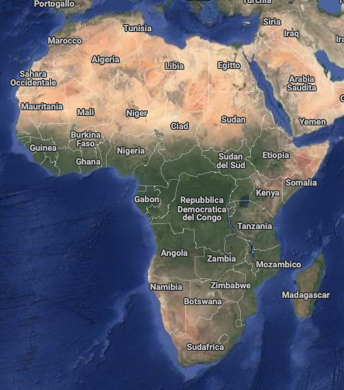 Portogallo
Tunisia
Siria
Iraq
Marocco
Algeria
Libia
Egitto
Sahara
Occidentale
Arabia
Saudita
Mauritania
Mali
Niger
Ciad
Sudan
Yemen
Guinea
Burkina
Faso
Ghana
Nigeria
Sudan
del Sud
Etiopia
Somalia
Gabon
Repubblica
Democratica
del Congo
Kenya
Tanzania
Angola
Zambia
Mozambico
Namibia
Zimbabwe
Botswana
Madagascar
Sudafrica